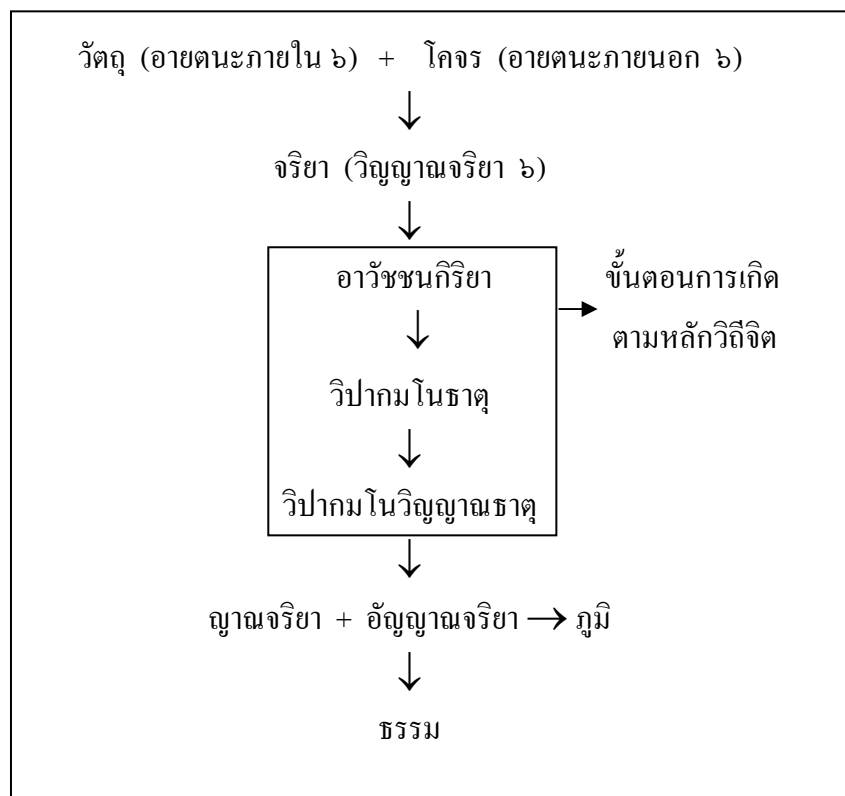 วัตถุ (อายตนะภายใน ๖) + โคจร (อายตนะภายนอก ๖)
↓
จริยา (วิญญาณจริยา ๖)
↓
อาวัชชนกิริยา
↓
วิปากมโนธาตุ
↓
วิปากมโนวิญญาณธาตุ
→ ขั้นตอนการเกิด
ตามหลักวิถีจิต
↓
ญาณจริยา + อัญญาณจริยา → ภูมิ
↓
ธรรม